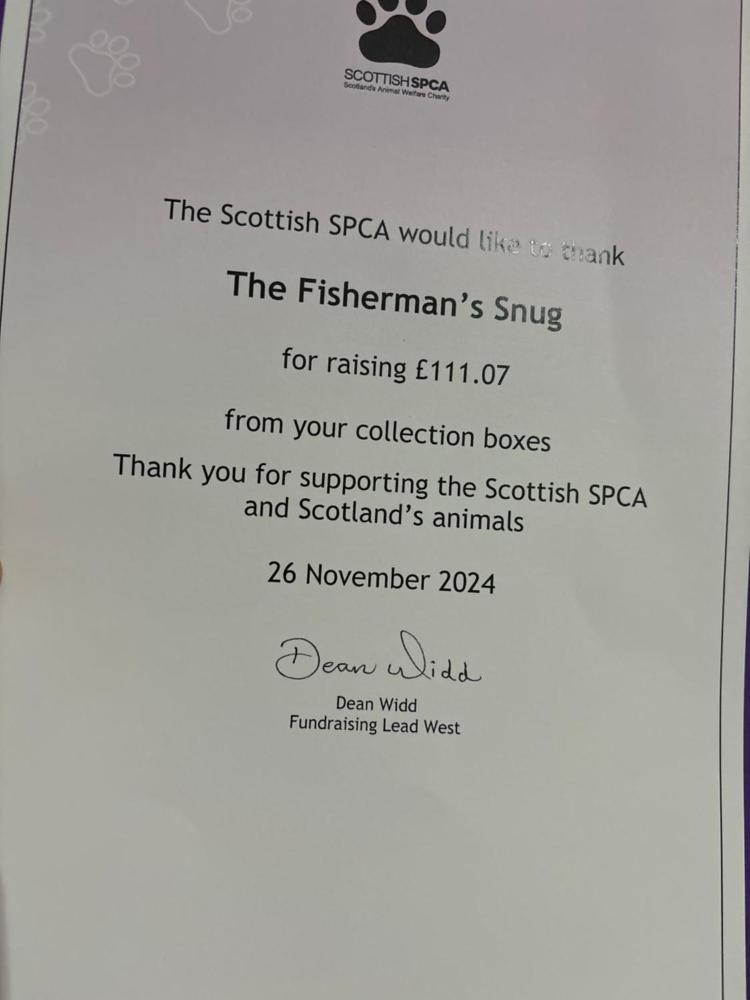 SCOTTISHSPCA
Scotland's Animal Welfare Charity
The Scottish SPCA would like to thank
The Fisherman's Snug
for raising £111.07
from your collection boxes
Thank you for supporting the Scottish SPCA
and Scotland's animals
26 November 2024
Dean Widd
Dean Widd
Fundraising Lead West